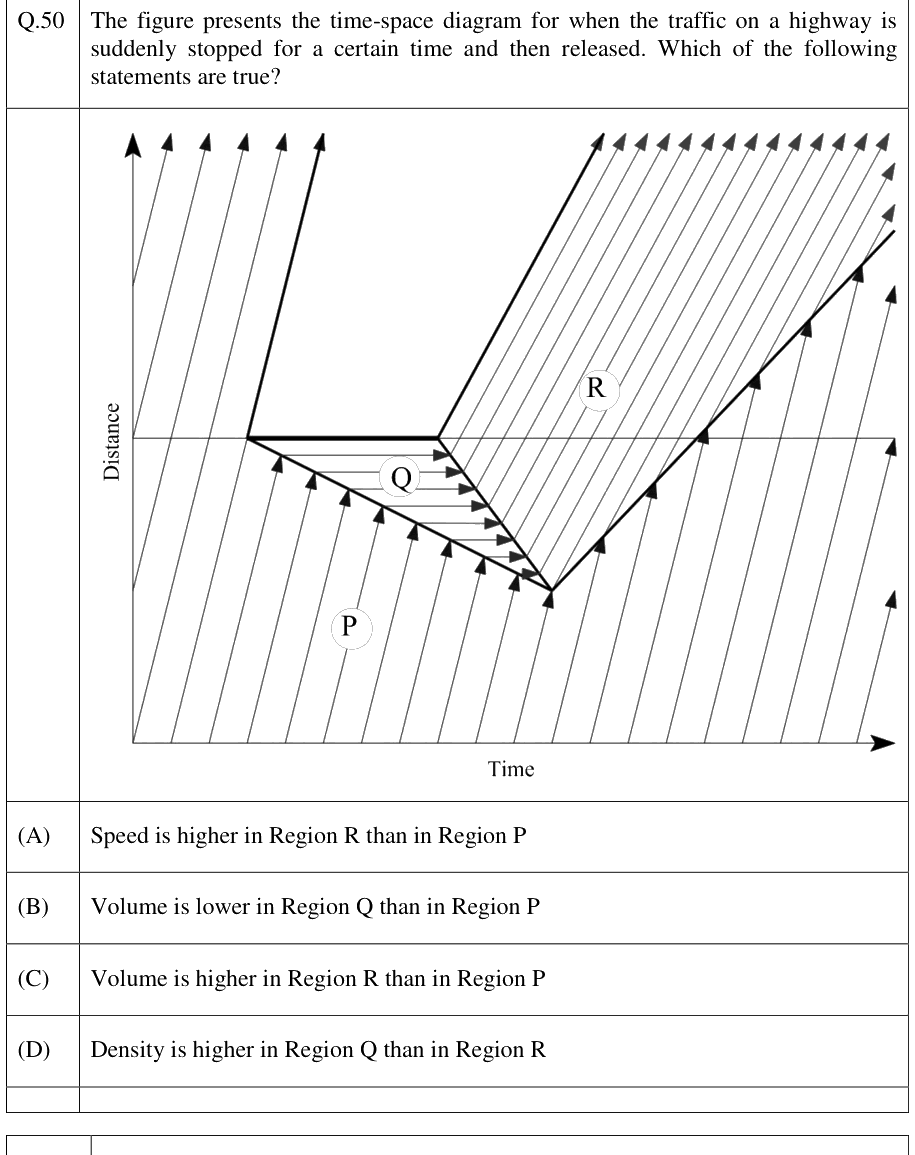 Q.50 The figure presents the time-space diagram for when the traffic on a highway is
suddenly stopped for a certain time and then released. Which of the following
statements are true?
R
Distance
Q
P
Time
(A) Speed is higher in Region R than in Region P
(B) Volume is lower in Region Q than in Region P
(C) Volume is higher in Region R than in Region P
(D) Density is higher in Region Q than in Region R